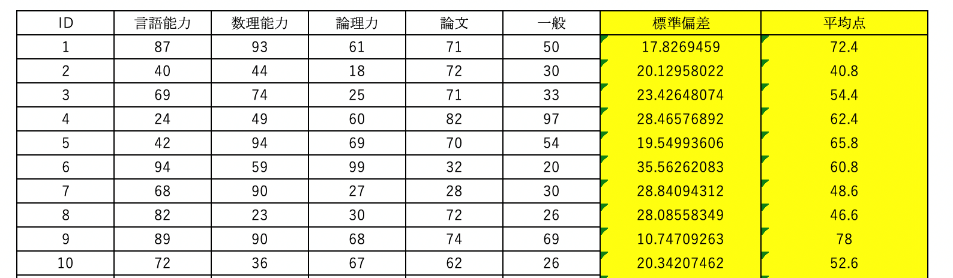 ID 言語能力 数理能力 論理力 論文 一般 標準偏差 平均点
1 87 93 61 71 50 17.8269459 72.4
2 40 44 18 72 30 20.12958022 40.8
3 69 74 25 71 33 23.42648074 54.4
4 24 49 60 82 97 28.46576892 62.4
5 42 94 69 70 54 19.54993606 65.8
6 94 59 99 32 20 35.56262083 60.8
7 68 90 27 28 30 28.84094312 48.6
8 82 23 30 72 26 28.08558349 46.6
9 89 90 68 74 69 10.74709263 78
10 72 36 67 62 26 20.34207462 52.6